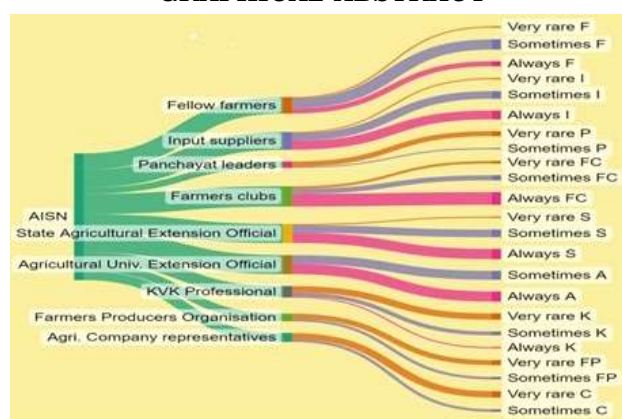 Very rare F
Sometimes F
Always F
Very rare I
Fellow farmers
Sometimes I
Always I
Input suppliers
Very rare P
Panchayat leaders
Sometimes P
Very rare FC
Sometimes FC
Farmers clubs
Always FC
AISN
Very rare S
State Agricultural Extension Official
Sometimes S
Always S
Agricultural Univ. Extension Official
Sometimes A
KVK Professional
Always A
Very rare K
Farmers Producers Organisation
Sometimes K
Agri. Company representatives
Always K
Very rare FP
Sometimes FP
Very rare C
Sometimes C